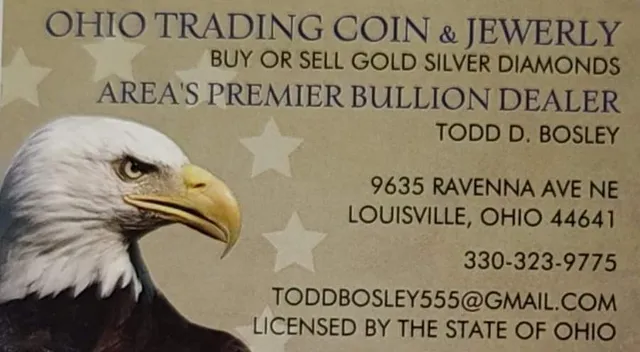 OHIO TRADING COIN & JEWERLY
BUY OR SELL GOLD SILVER DIAMONDS
AREA'S PREMIER BULLION DEALER
TODD D. BOSLEY
9635 RAVENNA AVE NE
LOUISVILLE, OHIO 44641
330-323-9775
TODDBOSLEY555@GMAIL.COM
LICENSED BY THE STATE OF OHIO